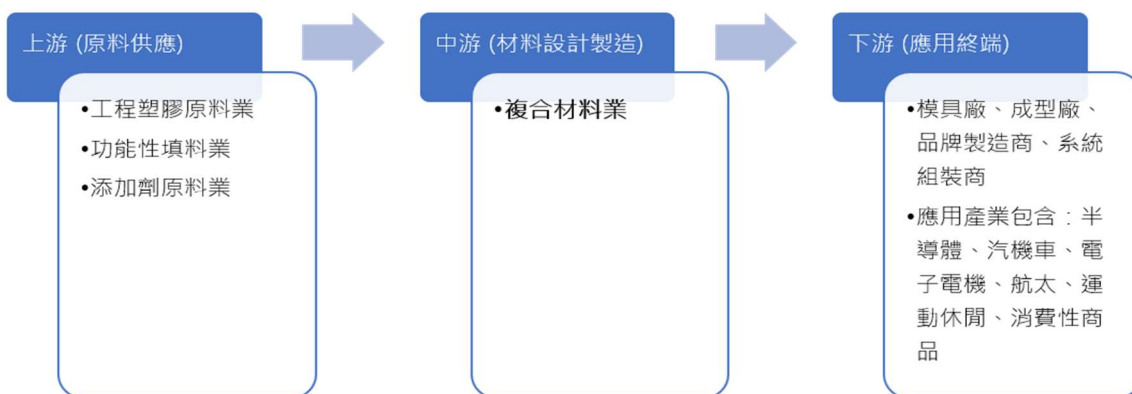 上游 (原料供應)
•工程塑膠原料業
•功能性填料業
•添加劑原料業
中游 (材料設計製造)
•複合材料業
下游 (應用終端)
•模具廠、成型廠、
品牌製造商、系統
組裝商
•應用產業包含：半
導體、汽機車、電
子電機、航太、運
動休閒、消費性商
品